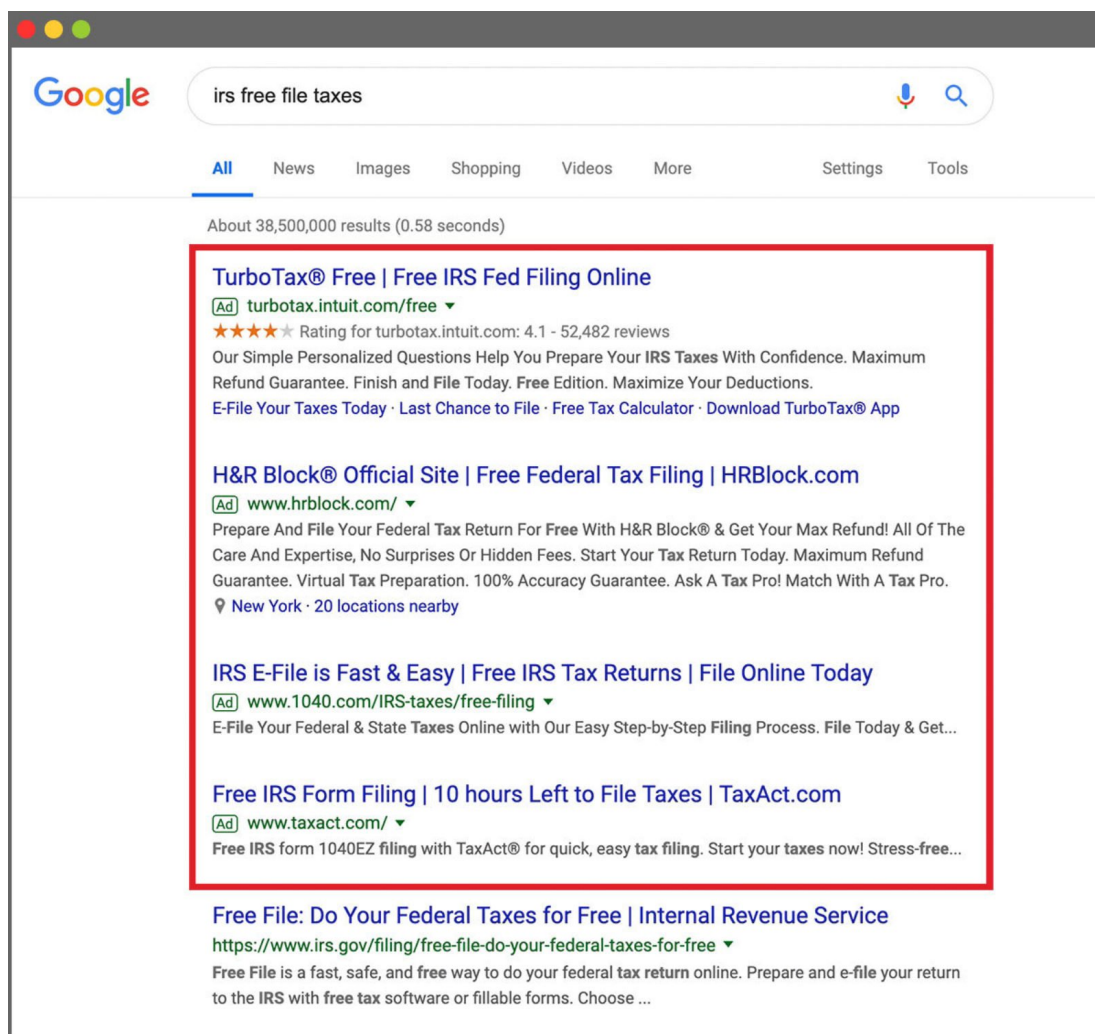 Google
irs free file taxes
All News Images Shopping Videos More Settings Tools
About 38,500,000 results (0.58 seconds)
TurboTax® Free | Free IRS Fed Filing Online
Ad turbotax.intuit.com/free
Rating for turbotax.intuit.com: 4.1 - 52,482 reviews
Our Simple Personalized Questions Help You Prepare Your IRS Taxes With Confidence. Maximum
Refund Guarantee. Finish and File Today. Free Edition. Maximize Your Deductions.
E-File Your Taxes Today · Last Chance to File · Free Tax Calculator · Download TurboTax® App
H&R Block® Official Site | Free Federal Tax Filing | HRBlock.com
Ad www.hrblock.com/
Prepare And File Your Federal Tax Return For Free With H&R Block® & Get Your Max Refund! All Of The
Care And Expertise, No Surprises Or Hidden Fees. Start Your Tax Return Today. Maximum Refund
Guarantee. Virtual Tax Preparation. 100% Accuracy Guarantee. Ask A Tax Pro! Match With A Tax Pro.
New York · 20 locations nearby
IRS E-File is Fast & Easy | Free IRS Tax Returns | File Online Today
Ad www.1040.com/IRS-taxes/free-filing
E-File Your Federal & State Taxes Online with Our Easy Step-by-Step Filing Process. File Today & Get...
Free IRS Form Filing | 10 hours Left to File Taxes | TaxAct.com
Ad www.taxact.com/
Free IRS form 1040EZ filing with TaxAct® for quick, easy tax filing. Start your taxes now! Stress-free...
Free File: Do Your Federal Taxes for Free | Internal Revenue Service
https://www.irs.gov/filing/free-file-do-your-federal-taxes-for-free
Free File is a fast, safe, and free way to do your federal tax return online. Prepare and e-file your return
to the IRS with free tax software or fillable forms. Choose ...